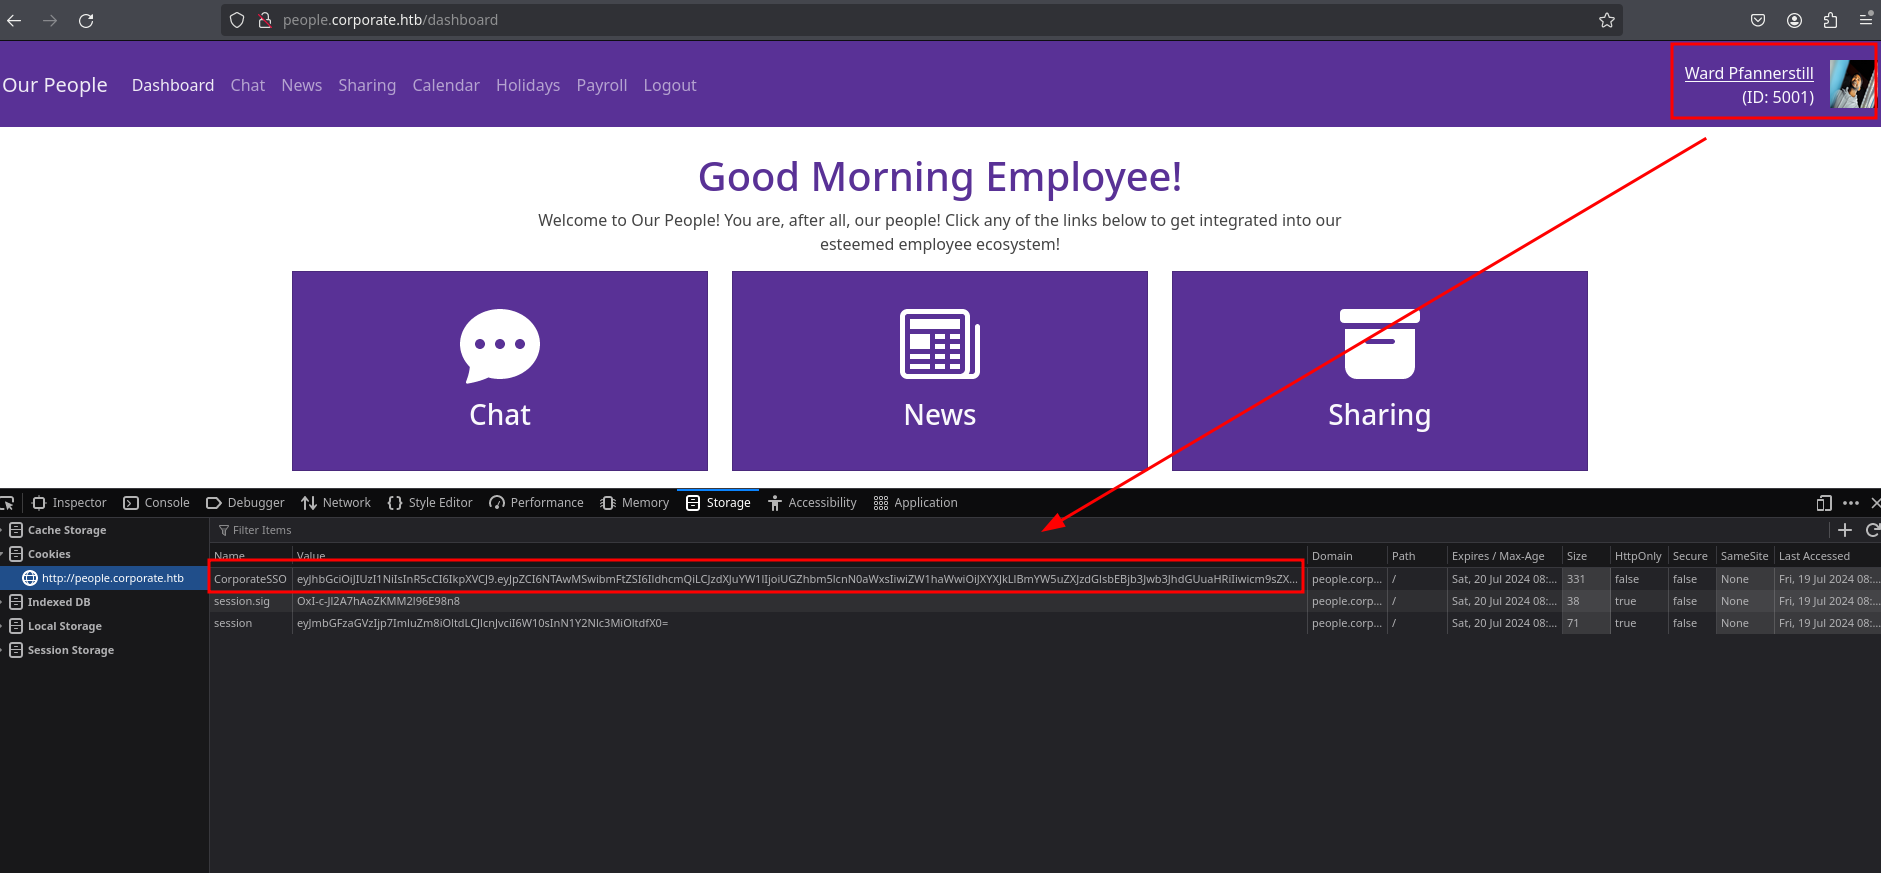 people.corporate.htb/dashboard
Our People Dashboard Chat News Sharing Calendar Holidays Payroll Logout
Ward Pfannerstill
(ID: 5001)
Good Morning Employee!
Welcome to Our People! You are, after all, our people! Click any of the links below to get integrated into our
esteemed employee ecosystem!
Chat News Sharing
Inspector Console Debugger Network Style Editor Performance Memory Storage Accessibility Application
Cache Storage
Cookies
http://people.corporate.htb
Indexed DB
Local Storage
Session Storage
Filter Items
Name Value Domain Path Expires / Max-Age Size HttpOnly Secure SameSite Last Accessed
CorporateSSO people.corp... / Sat, 20 Jul 2024 08:... 331 false false None Fri, 19 Jul 2024 08:...
session.sig OxI-c-Jl2A7hAoZKMM2l96E98n8 people.corp... / Sat, 20 Jul 2024 08:... 38 true false None Fri, 19 Jul 2024 08:...
session eyJmbGFzaGVzIjp7ImluZm8iOltdLCJlcnJvciI6W10sInN1Y2Nlc3MiOltdfX0= people.corp... / Sat, 20 Jul 2024 08:... 71 true false None Fri, 19 Jul 2024 08:...